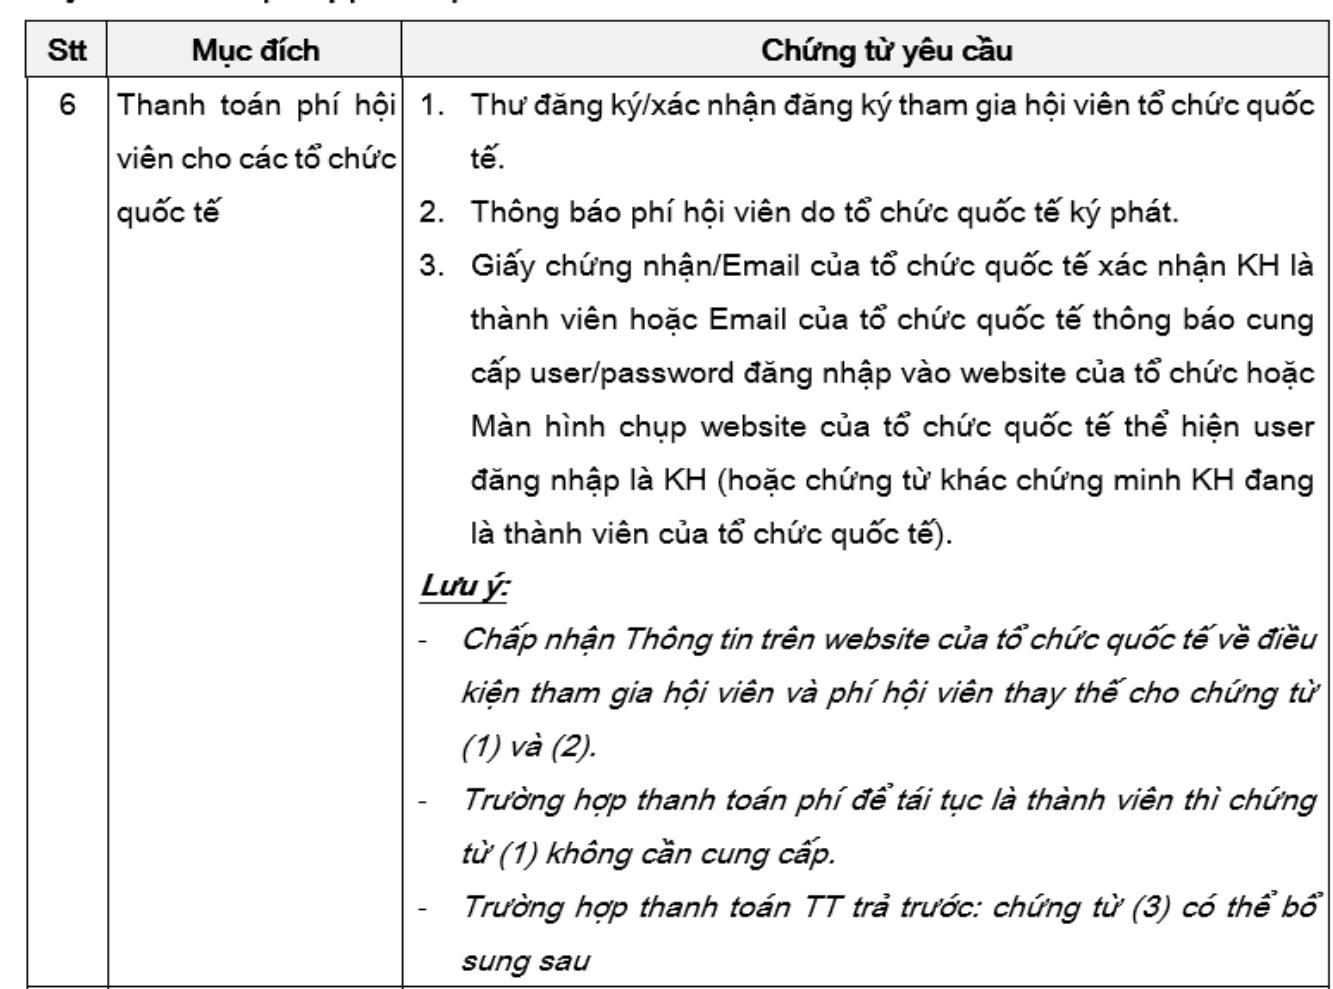 Stt Mục đích Chứng từ yêu cầu
6 Thanh toán phí hội
viên cho các tổ chức
quốc tế
1. Thư đăng ký/xác nhận đăng ký tham gia hội viên tổ chức quốc
tế.
2. Thông báo phí hội viên do tổ chức quốc tế ký phát.
3. Giấy chứng nhận/Email của tổ chức quốc tế xác nhận KH là
thành viên hoặc Email của tổ chức quốc tế thông báo cung
cấp user/password đăng nhập vào website của tổ chức hoặc
Màn hình chụp website của tổ chức quốc tế thể hiện user
đăng nhập là KH (hoặc chứng từ khác chứng minh KH đang
là thành viên của tổ chức quốc tế).
Lưu ý:
- Chấp nhận Thông tin trên website của tổ chức quốc tế về điều
kiện tham gia hội viên và phí hội viên thay thế cho chứng từ
(1) và (2).
- Trường hợp thanh toán phí để tái tục là thành viên thì chứng
từ (1) không cần cung cấp.
- Trường hợp thanh toán TT trả trước: chứng từ (3) có thể bổ
sung sau